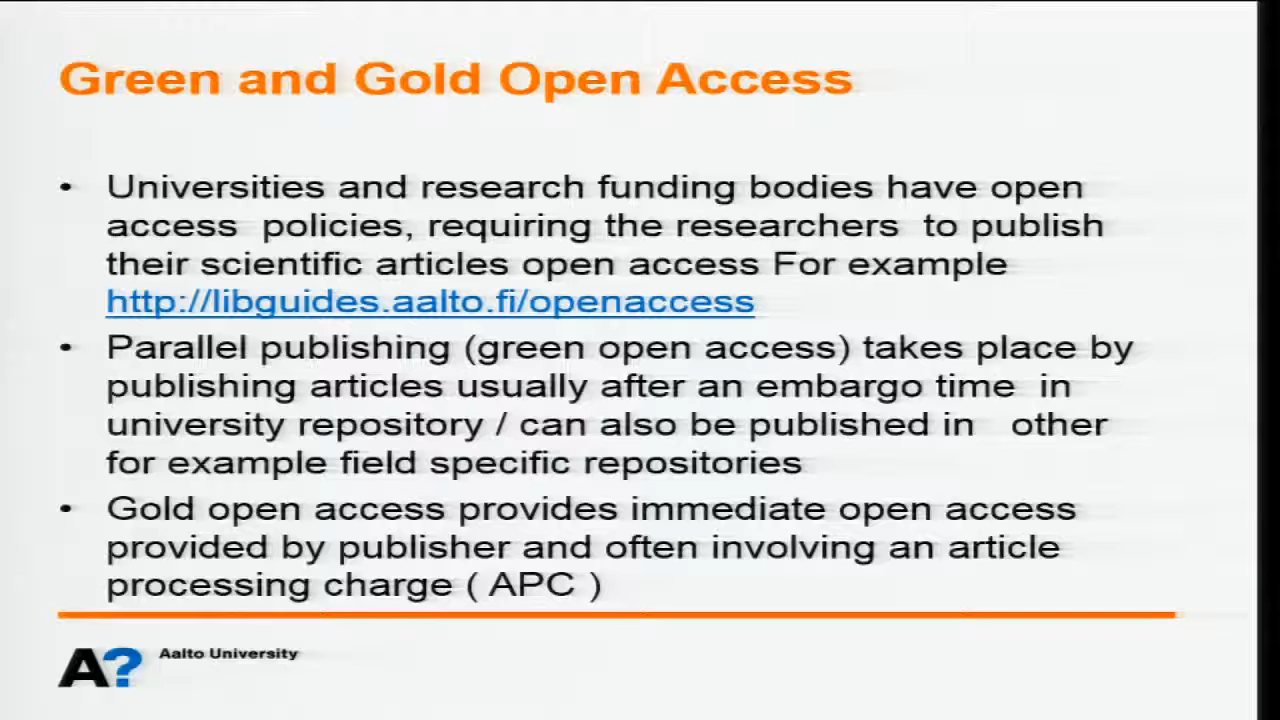 Green and Gold Open Access
• Universities and research funding bodies have open
access policies, requiring the researchers to publish
their scientific articles open access For example
http://libguides.aalto.fi/openaccess
• Parallel publishing (green open access) takes place by
publishing articles usually after an embargo time in
university repository / can also be published in other
for example field specific repositories
• Gold open access provides immediate open access
provided by publisher and often involving an article
processing charge ( APC )
A? Aalto University